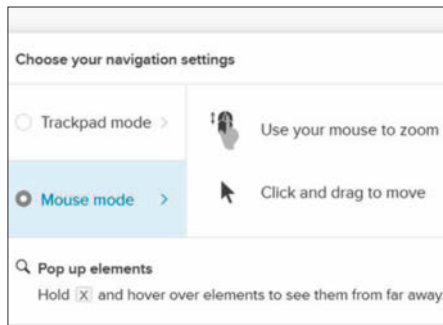 Choose your navigation settings
Trackpad mode >
Use your mouse to zoom
Mouse mode >
Click and drag to move
Pop up elements
Hold X and hover over elements to see them from far away.